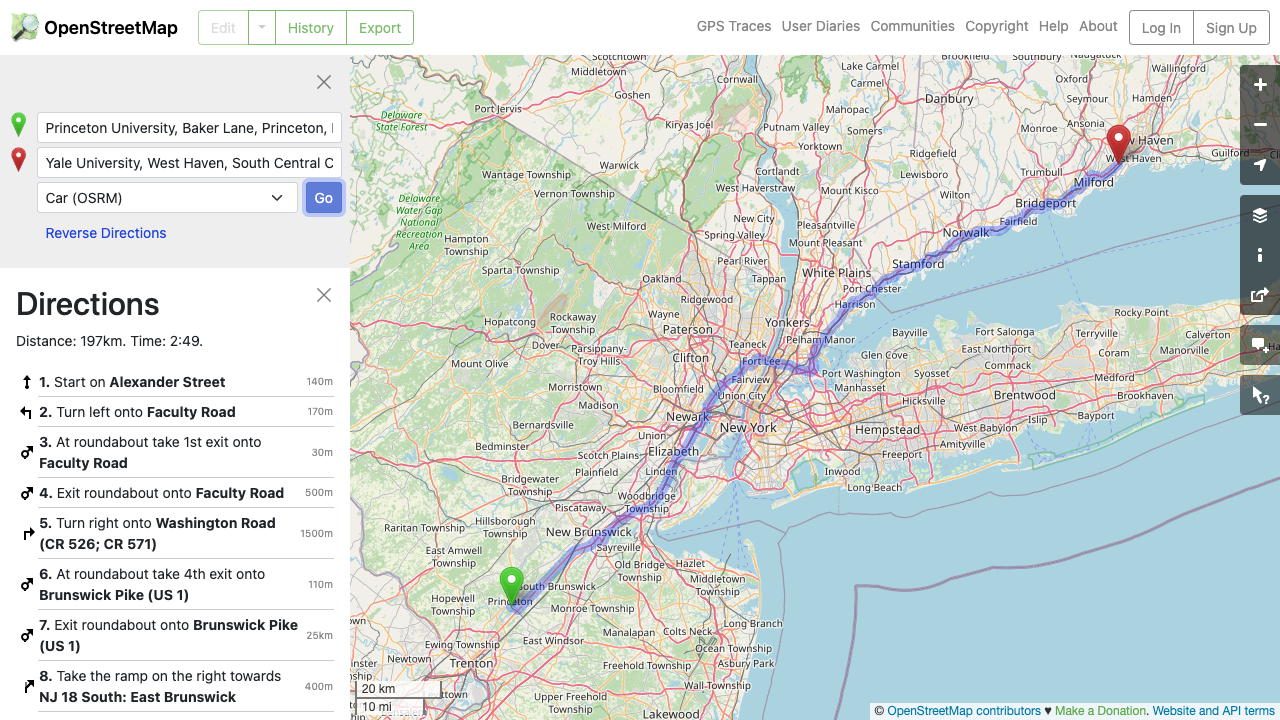 OpenStreetMap
Edit
History
Export
GPS Traces
User Diaries
Communities
Copyright
Help
About
Log In
Sign Up
Princeton University, Baker Lane, Princeton,
Yale University, West Haven, South Central C
Car (OSRM)
Go
Reverse Directions
Directions
Distance: 197km. Time: 2:49.
1. Start on Alexander Street
140m
2. Turn left onto Faculty Road
170m
3. At roundabout take 1st exit onto
Faculty Road
30m
4. Exit roundabout onto Faculty Road
500m
5. Turn right onto Washington Road
(CR 526; CR 571)
1500m
6. At roundabout take 4th exit onto
Brunswick Pike (US 1)
110m
7. Exit roundabout onto Brunswick Pike
(US 1)
25km
8. Take the ramp on the right towards
NJ 18 South: East Brunswick
400m
Scotchtown
Middletown
Goshen
Cornwall
Lake Carmel
Carmel
Brookfield
Southbury
Naugatuck
Wallingford
Oxford
Port Jervis
Delaware
State Forest
Kiryas Joel
Mahopac
Danbury
Seymour
Hamden
Putnam Valley
Somers
Monroe
Ansonia
Yorktown
Ridgefield
West Haven
Guilford
Warwick
Cortlandt
Lewisboro
Trumbull
Wantage Township
West Haverstraw
Mount Kisco
Milford
Vernon Township
Wilton
Bridgeport
Delaware
Water Gap
National
Recreation
Area
New City
Pleasantville
Fairfield
West Milford
Spring Valley
Mount Pleasant
Norwalk
Hampton
Township
Pearl River
Stamford
Sparta Township
Oakland
Tappan
White Plains
Ridgewood
Port Chester
Harrison
Rocky Point
Hopatcong
Rockaway
Township
Wayne
Yonkers
Paterson
Bayville
Fort Salonga
Terryville
Calverton
Teaneck
Pelham Manor
Parsippany-
Troy Hills
Clifton
Glen Cove
East Northport
Coram
Manorville
Mount Olive
Fort Lee
Port Washington
Syosset
Commack
Medford
Morristown
Bloomfield
Fairview
Manhasset
Brentwood
Brookhaven
Madison
Union City
Hicksville
Islip
Bayport
Newark
New York
Hempstead
West Babylon
Bernardsville
Union
Amityville
Bedminster
Scotch Plains
Elizabeth
Freeport
Plainfield
Linden
Inwood
Bridgewater
Township
Long Beach
Woodbridge
Township
Piscataway
Hillsborough
Township
Raritan Township
New Brunswick
East Amwell
Township
Sayreville
Old Bridge
Township
Hazlet
Middletown
Township
South Brunswick
Hopewell
Township
Princeton
Monroe Township
Long Branch
Manalapan
Colts Neck
Ewing Township
East Windsor
Ocean Township
Newtown
Trenton
Freehold Township
Asbury Park
Wall Township
Upper Freehold
Township
Lakewood
20 km
10 mi
© OpenStreetMap contributors ♥ Make a Donation. Website and API terms